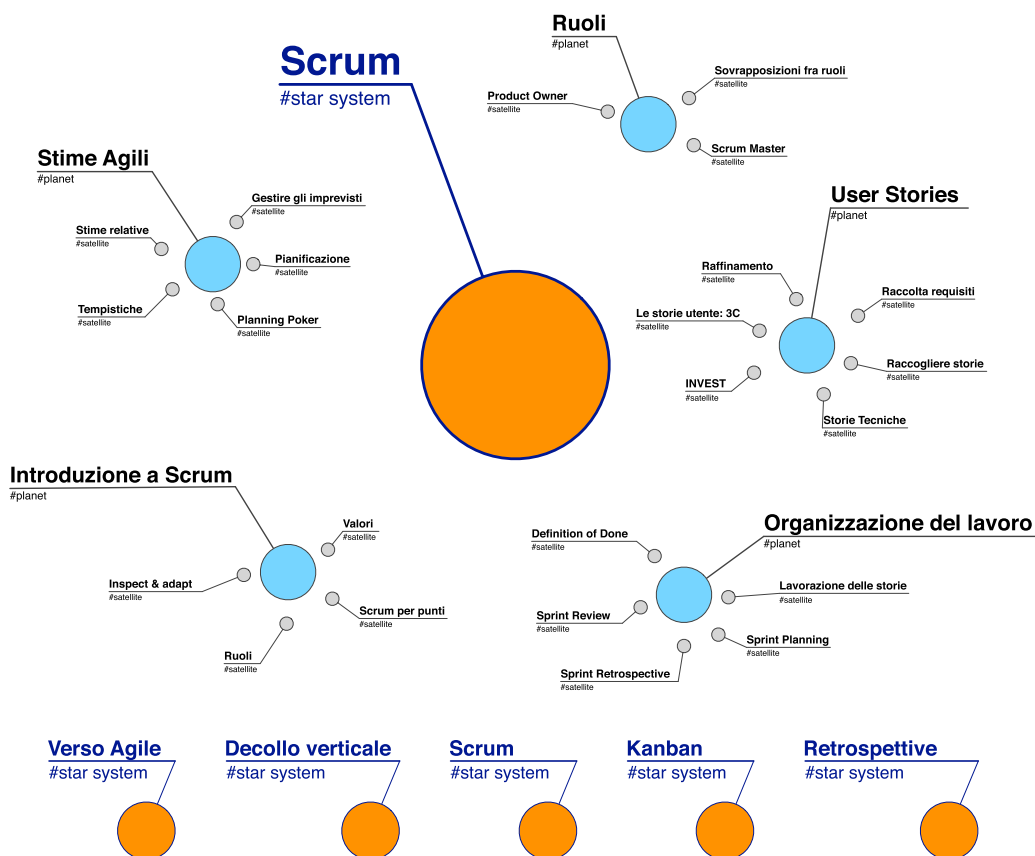 Scrum
#star system
Ruoli
#planet
Product Owner
#satellite
Sovrapposizioni fra ruoli
#satellite
Scrum Master
#satellite
Stime Agili
#planet
Gestire gli imprevisti
#satellite
Stime relative
#satellite
Pianificazione
#satellite
Tempistiche
#satellite
Planning Poker
#satellite
User Stories
#planet
Raffinamento
#satellite
Raccolta requisiti
#satellite
Le storie utente: 3C
#satellite
Raccogliere storie
#satellite
INVEST
#satellite
Storie Tecniche
#satellite
Introduzione a Scrum
#planet
Valori
#satellite
Inspect & adapt
#satellite
Scrum per punti
#satellite
Ruoli
#satellite
Organizzazione del lavoro
#planet
Definition of Done
#satellite
Lavorazione delle storie
#satellite
Sprint Review
#satellite
Sprint Planning
#satellite
Sprint Retrospective
#satellite
Verso Agile
#star system
Decollo verticale
#star system
Scrum
#star system
Kanban
#star system
Retrospettive
#star system